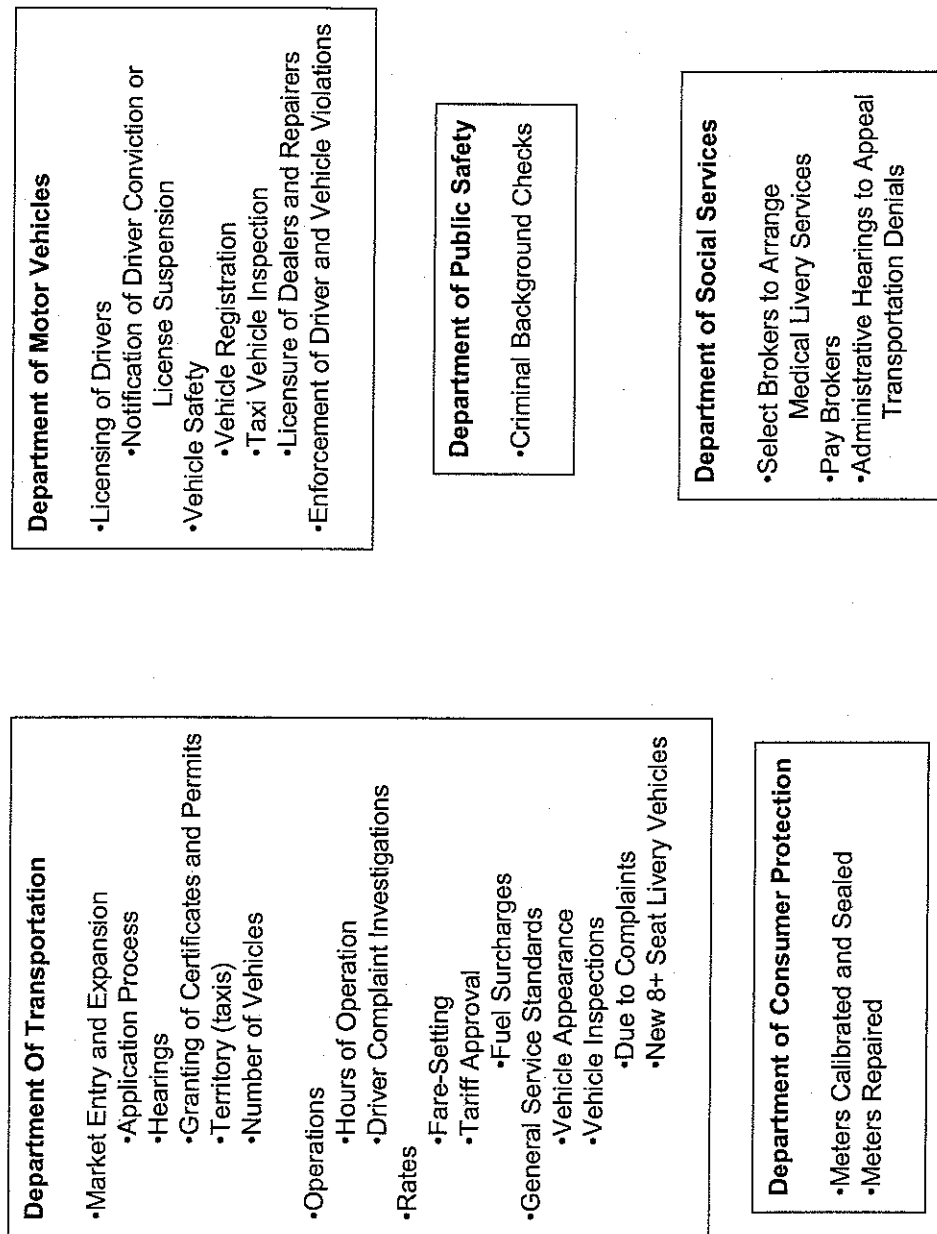 Department Of Transportation
•Market Entry and Expansion
•Application Process
•Hearings
•Granting of Certificates and Permits
•Territory (taxis)
•Number of Vehicles
•Operations
•Hours of Operation
•Driver Complaint Investigations
•Rates
•Fare-Setting
•Tariff Approval
•Fuel Surcharges
•General Service Standards
•Vehicle Appearance
•Vehicle Inspections
•Due to Complaints
•New 8+ Seat Livery Vehicles
Department of Consumer Protection
•Meters Calibrated and Sealed
•Meters Repaired
Department of Motor Vehicles
•Licensing of Drivers
•Notification of Driver Conviction or
License Suspension
•Vehicle Safety
•Vehicle Registration
•Taxi Vehicle Inspection
•Licensure of Dealers and Repairers
•Enforcement of Driver and Vehicle Violations
Department of Public Safety
•Criminal Background Checks
Department of Social Services
•Select Brokers to Arrange
Medical Livery Services
•Pay Brokers
•Administrative Hearings to Appeal
Transportation Denials